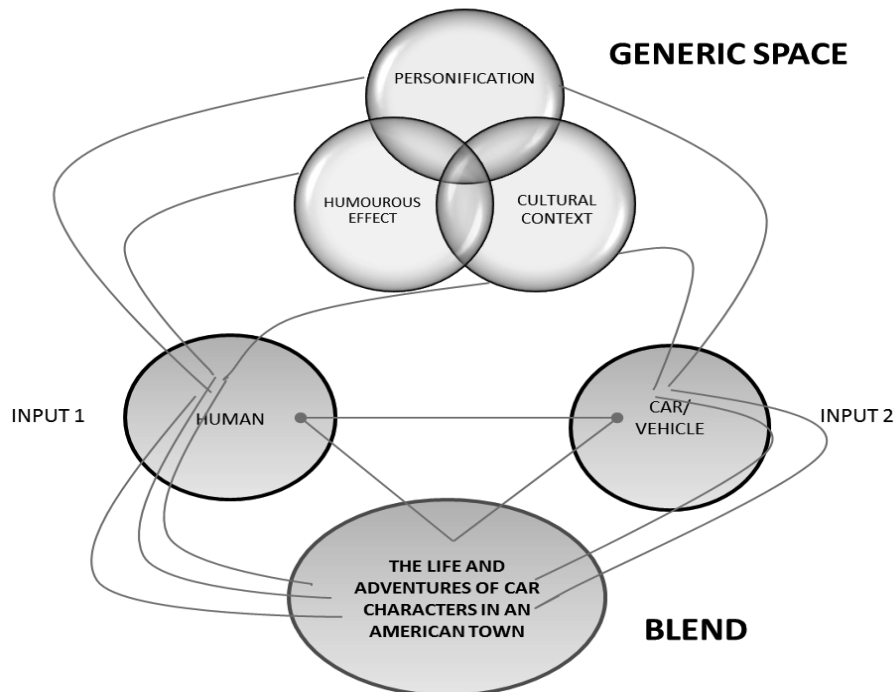 GENERIC SPACE
PERSONIFICATION
HUMOUROUS
EFFECT
CULTURAL
CONTEXT
INPUT 1
HUMAN
CAR/
VEHICLE
INPUT 2
THE LIFE AND
ADVENTURES OF CAR
CHARACTERS IN AN
AMERICAN TOWN
BLEND